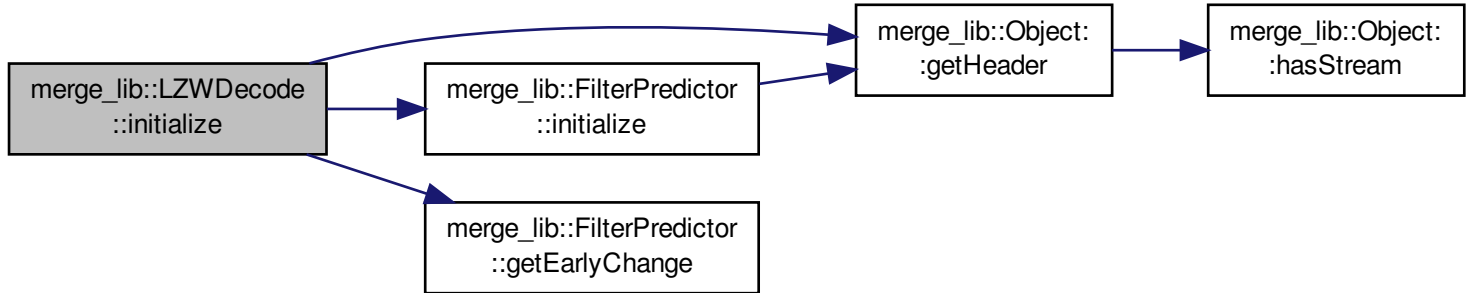 merge_lib::LZWDecode
::initialize
merge_lib::FilterPredictor
::initialize
merge_lib::FilterPredictor
::getEarlyChange
merge_lib::Object:
:getHeader
merge_lib::Object:
:hasStream